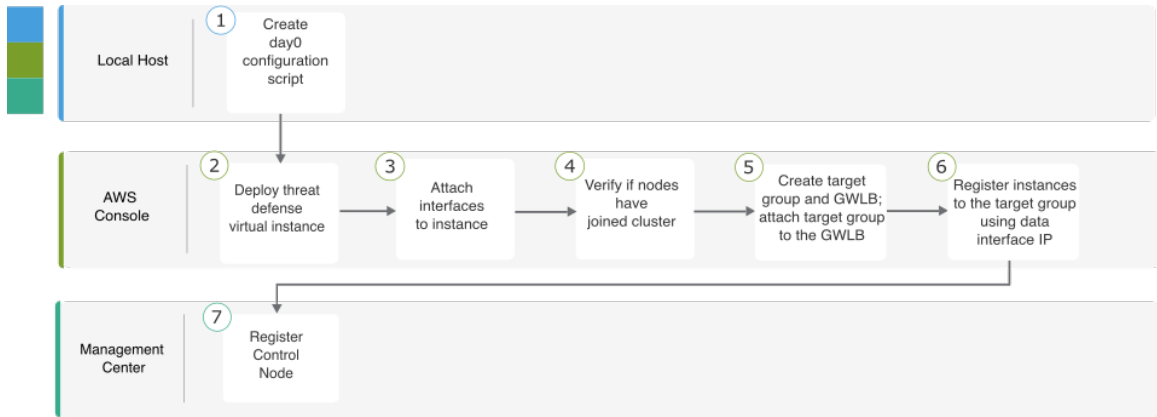 Local Host
1
Create
day0
configuration
script
AWS
Console
2
Deploy threat
defense
virtual instance
3
Attach
interfaces
to instance
4
Verify if nodes
have
joined cluster
5
Create target
group and GWLB;
attach target group
to the GWLB
6
Register instances
to the target group
using data
interface IP
Management
Center
7
Register
Control
Node